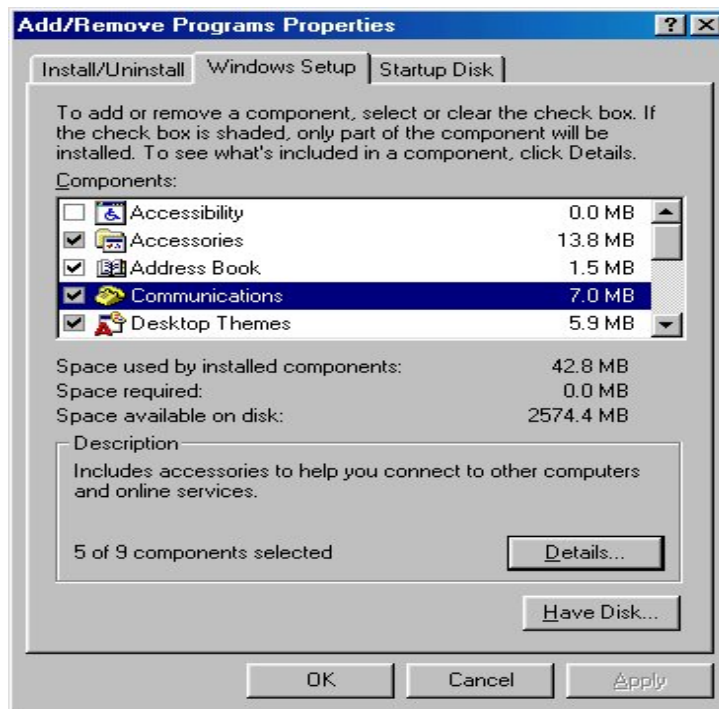 Add/Remove Programs Properties
Install/Uninstall Windows Setup Startup Disk
To add or remove a component, select or clear the check box. If
the check box is shaded, only part of the component will be
installed. To see what's included in a component, click Details.
Components:
Accessibility 0.0 MB
Accessories 13.8 MB
Address Book 1.5 MB
Communications 7.0 MB
Desktop Themes 5.9 MB
Space used by installed components: 42.8 MB
Space required: 0.0 MB
Space available on disk: 2574.4 MB
Description
Includes accessories to help you connect to other computers
and online services.
5 of 9 components selected Details...
Have Disk...
OK Cancel Apply